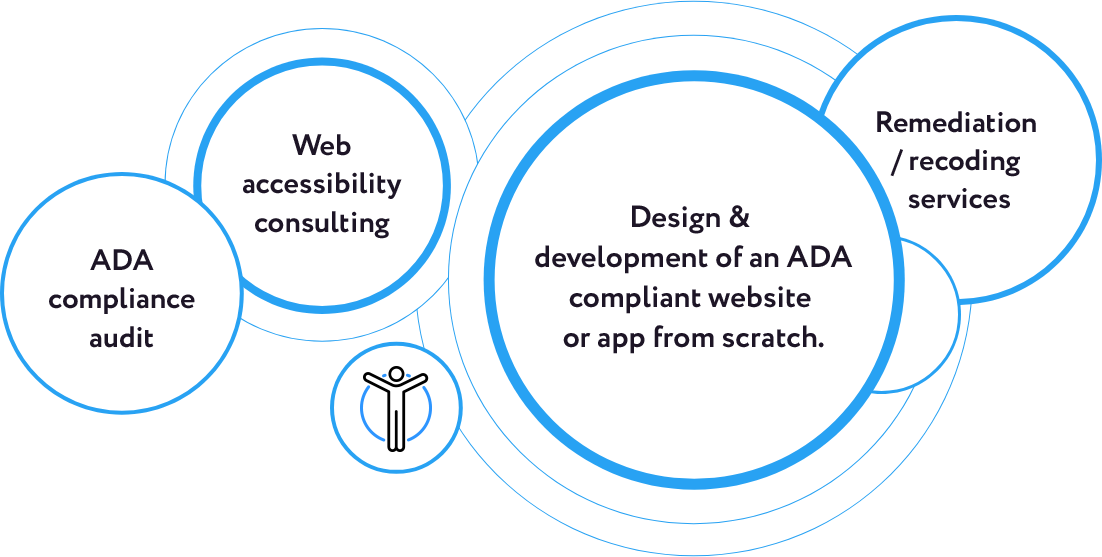 ADA
compliance
audit
Web
accessibility
consulting
Design &
development of an ADA
compliant website
or app from scratch.
Remediation
/ recoding
services